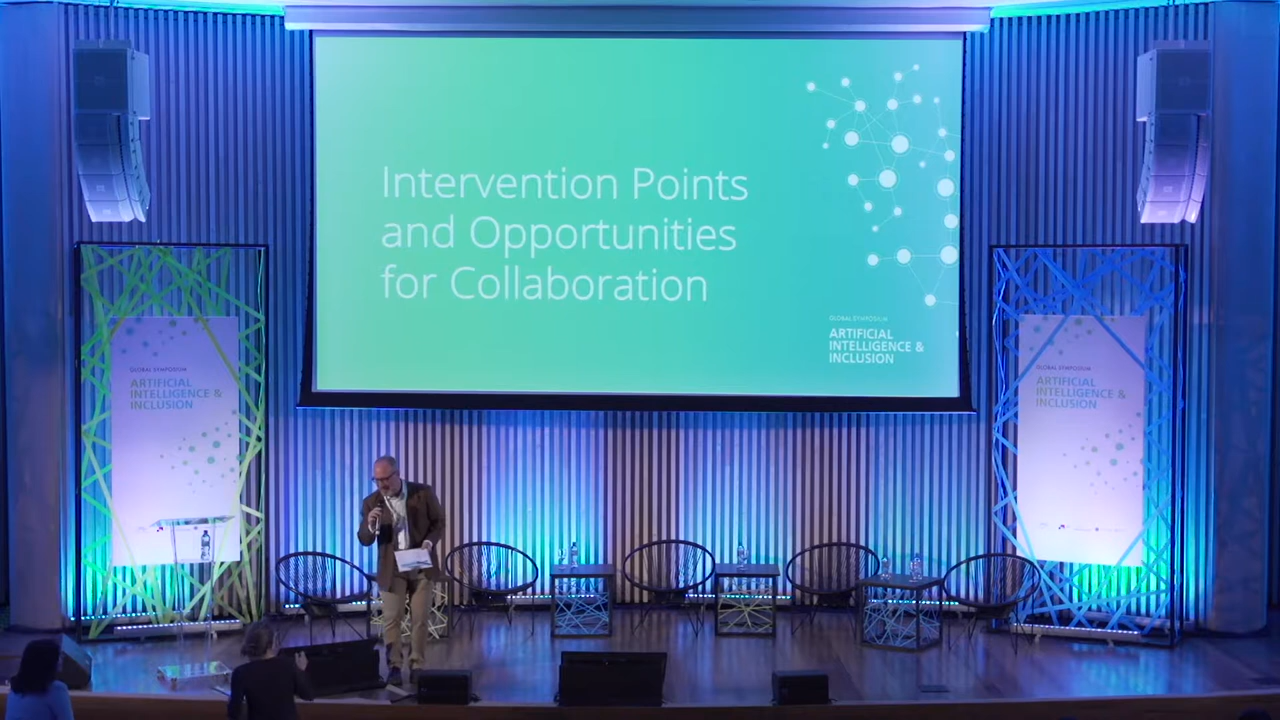 Intervention Points
and Opportunities
for Collaboration
GLOBAL SYMPOSIUM
ARTIFICIAL
INTELLIGENCE &
INCLUSION
GLOBAL SYMPOSIUM
ARTIFICIAL
INTELLIGENCE &
INCLUSION
GLOBAL SYMPOSIUM
ARTIFICIAL
INTELLIGENCE &
INCLUSION